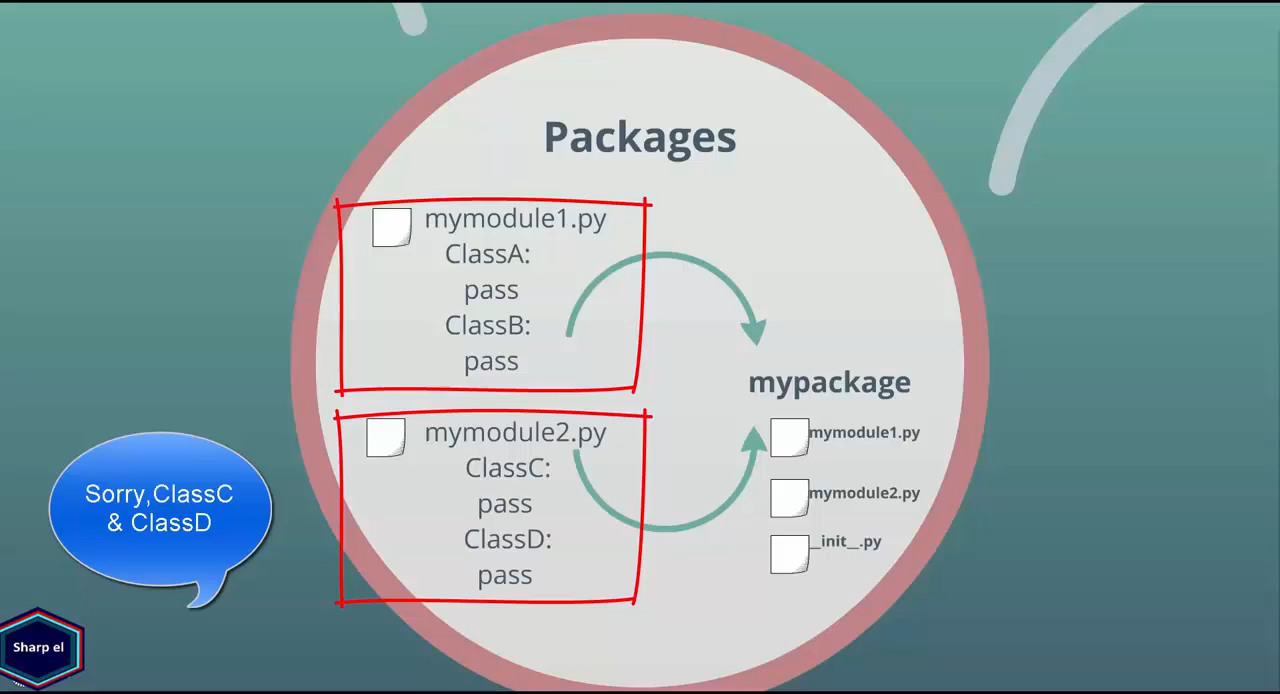 Packages
mymodule1.py
ClassA:
pass
ClassB:
pass
mymodule2.py
ClassC:
pass
ClassD:
pass
mypackage
mymodule1.py
mymodule2.py
__init__.py
Sorry,ClassC
& ClassD
Sharp el